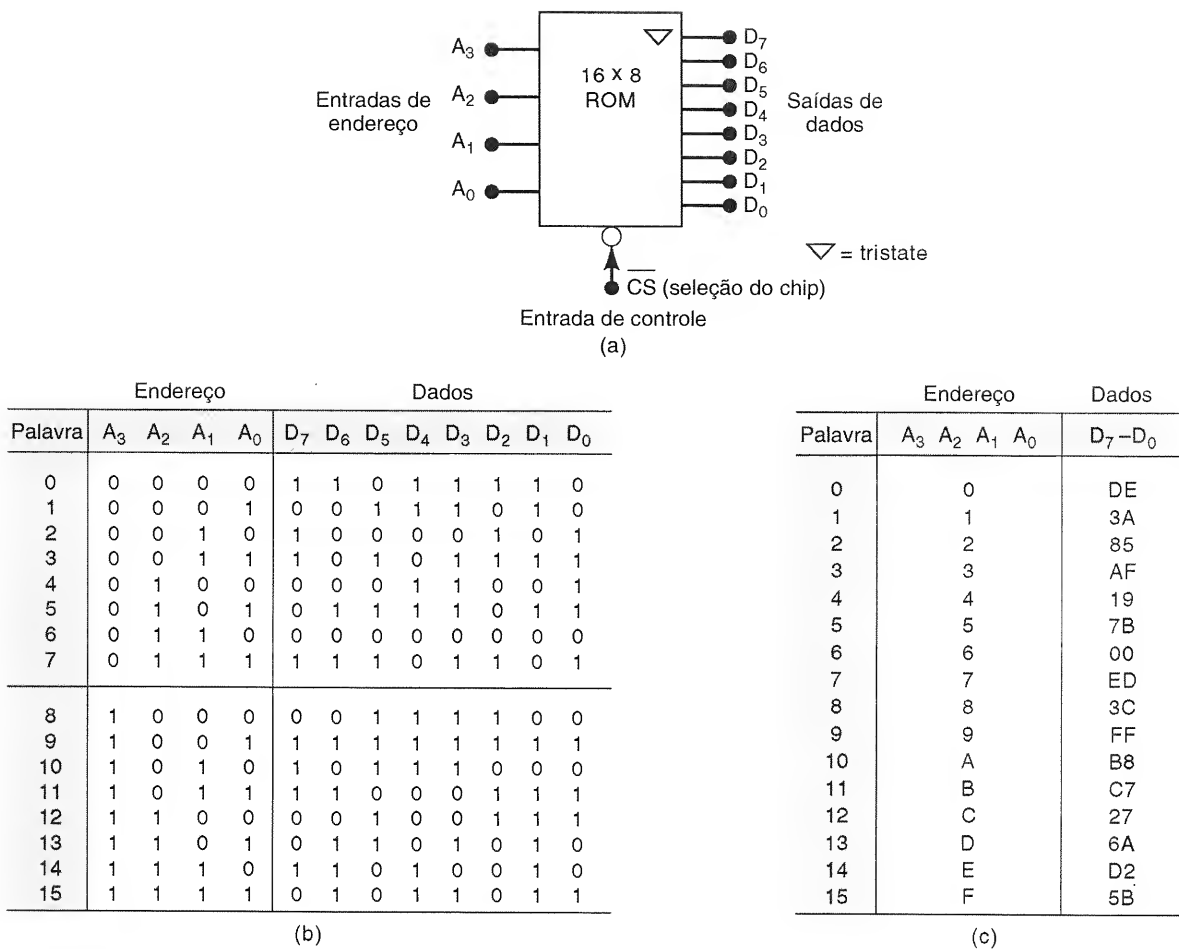 A3
A2
A1
A0
Entradas de
endereço
16 X 8
ROM
D7
D6
D5
D4
D3
D2
D1
D0
Saídas de
dados
= tristate
CS (seleção do chip)
Entrada de controle
(a)
Endereço Dados
Palavra A3 A2 A1 A0 D7 D6 D5 D4 D3 D2 D1 D0
0 0 0 0 0 1 1 0 1 1 1 1 0
1 0 0 0 1 0 0 1 1 1 0 1 0
2 0 0 1 0 1 0 0 0 0 1 0 1
3 0 0 1 1 1 0 1 0 1 1 1 1
4 0 1 0 0 0 0 0 1 1 0 0 1
5 0 1 0 1 0 1 1 1 1 0 1 1
6 0 1 1 0 0 0 0 0 0 0 0 0
7 0 1 1 1 1 1 1 0 1 1 0 1
8 1 0 0 0 0 0 1 1 1 1 0 0
9 1 0 0 1 1 1 1 1 1 1 1 1
10 1 0 1 0 1 0 1 1 1 0 0 0
11 1 0 1 1 1 1 0 0 0 1 1 1
12 1 1 0 0 0 0 1 0 0 1 1 1
13 1 1 0 1 0 1 1 0 1 0 1 0
14 1 1 1 0 1 1 0 1 0 0 1 0
15 1 1 1 1 0 1 0 1 1 0 1 1
(b)
Endereço Dados
Palavra A3 A2 A1 A0 D7–D0
0 0 DE
1 1 3A
2 2 85
3 3 AF
4 4 19
5 5 7B
6 6 00
7 7 ED
8 8 3C
9 9 FF
10 A B8
11 B C7
12 C 27
13 D 6A
14 E D2
15 F 5B
(c)